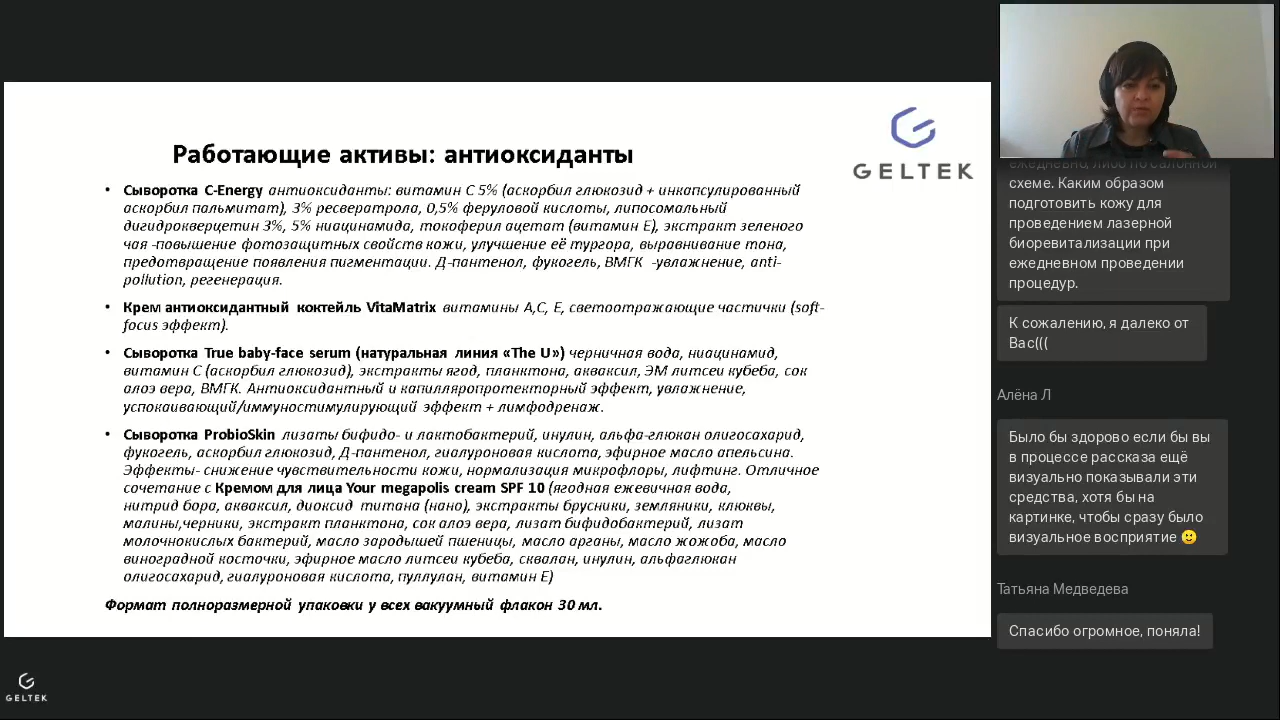 Работающие активы: антиоксиданты
GELTEK
• Сыворотка C-Energy антиоксиданты: витамин С 5% (аскорбил глюкозид + инкапсулированный
аскорбил пальмитат), 3% ресвератрола, 0,5% феруловой кислоты, липосомальный
дигидрокверцетин 3%, 5% ниацинамида, токоферил ацетат (витамин Е), экстракт зеленого
чая -повышение фотозащитных свойств кожи, улучшение её тургора, выравнивание тона,
предотвращение появления пигментации. Д-пантенол, фукогель, ВМГК -увлажнение, anti-
pollution, регенерация.
• Крем антиоксидантный коктейль VitaMatrix витамины А,С, Е, светоотражающие частички (soft-
focus эффект).
• Сыворотка True baby-face serum (натуральная линия «The U») черничная вода, ниацинамид,
витамин С (аскорбил глюкозид), экстракты ягод, планктона, акваксил, ЭМ литсеи кубеба, сок
алоэ вера, ВМГК. Антиоксидантный и капилляропротекторный эффект, увлажнение,
успокаивающий/иммуностимулирующий эффект + лимфодренаж.
• Сыворотка ProbioSkin лизаты бифидо- и лактобактерий, инулин, альфа-глюкан олигосахарид,
фукогель, аскорбил глюкозид, Д-пантенол, гиалуроновая кислота, эфирное масло апельсина.
Эффекты- снижение чувствительности кожи, нормализация микрофлоры, лифтинг. Отличное
сочетание с Кремом для лица Your megapolis cream SPF 10 (ягодная ежевичная вода,
нитрид бора, акваксил, диоксид титана (нано), экстракты брусники, земляники, клюквы,
малины,черники, экстракт планктона, сок алоэ вера, лизат бифидобактерий, лизат
молочнокислых бактерий, масло зародышей пшеницы, масло арганы, масло жожоба, масло
виноградной косточки, эфирное масло литсеи кубеба, сквалан, инулин, альфаглюкан
олигосахарид, гиалуроновая кислота, пуллулан, витамин Е)
Формат полноразмерной упаковки у всех вакуумный флакон 30 мл.
GELTEK
ежедневно, либо по салонной
схеме. Каким образом
подготовить кожу для
проведением лазерной
биоревитализации при
ежедневном проведении
процедур.
К сожалению, я далеко от
Вас(((
Алёна Л
Было бы здорово если бы вы
в процессе рассказа ещё
визуально показывали эти
средства, хотя бы на
картинке, чтобы сразу было
визуальное восприятие 🙂
Татьяна Медведева
Спасибо огромное, поняла!